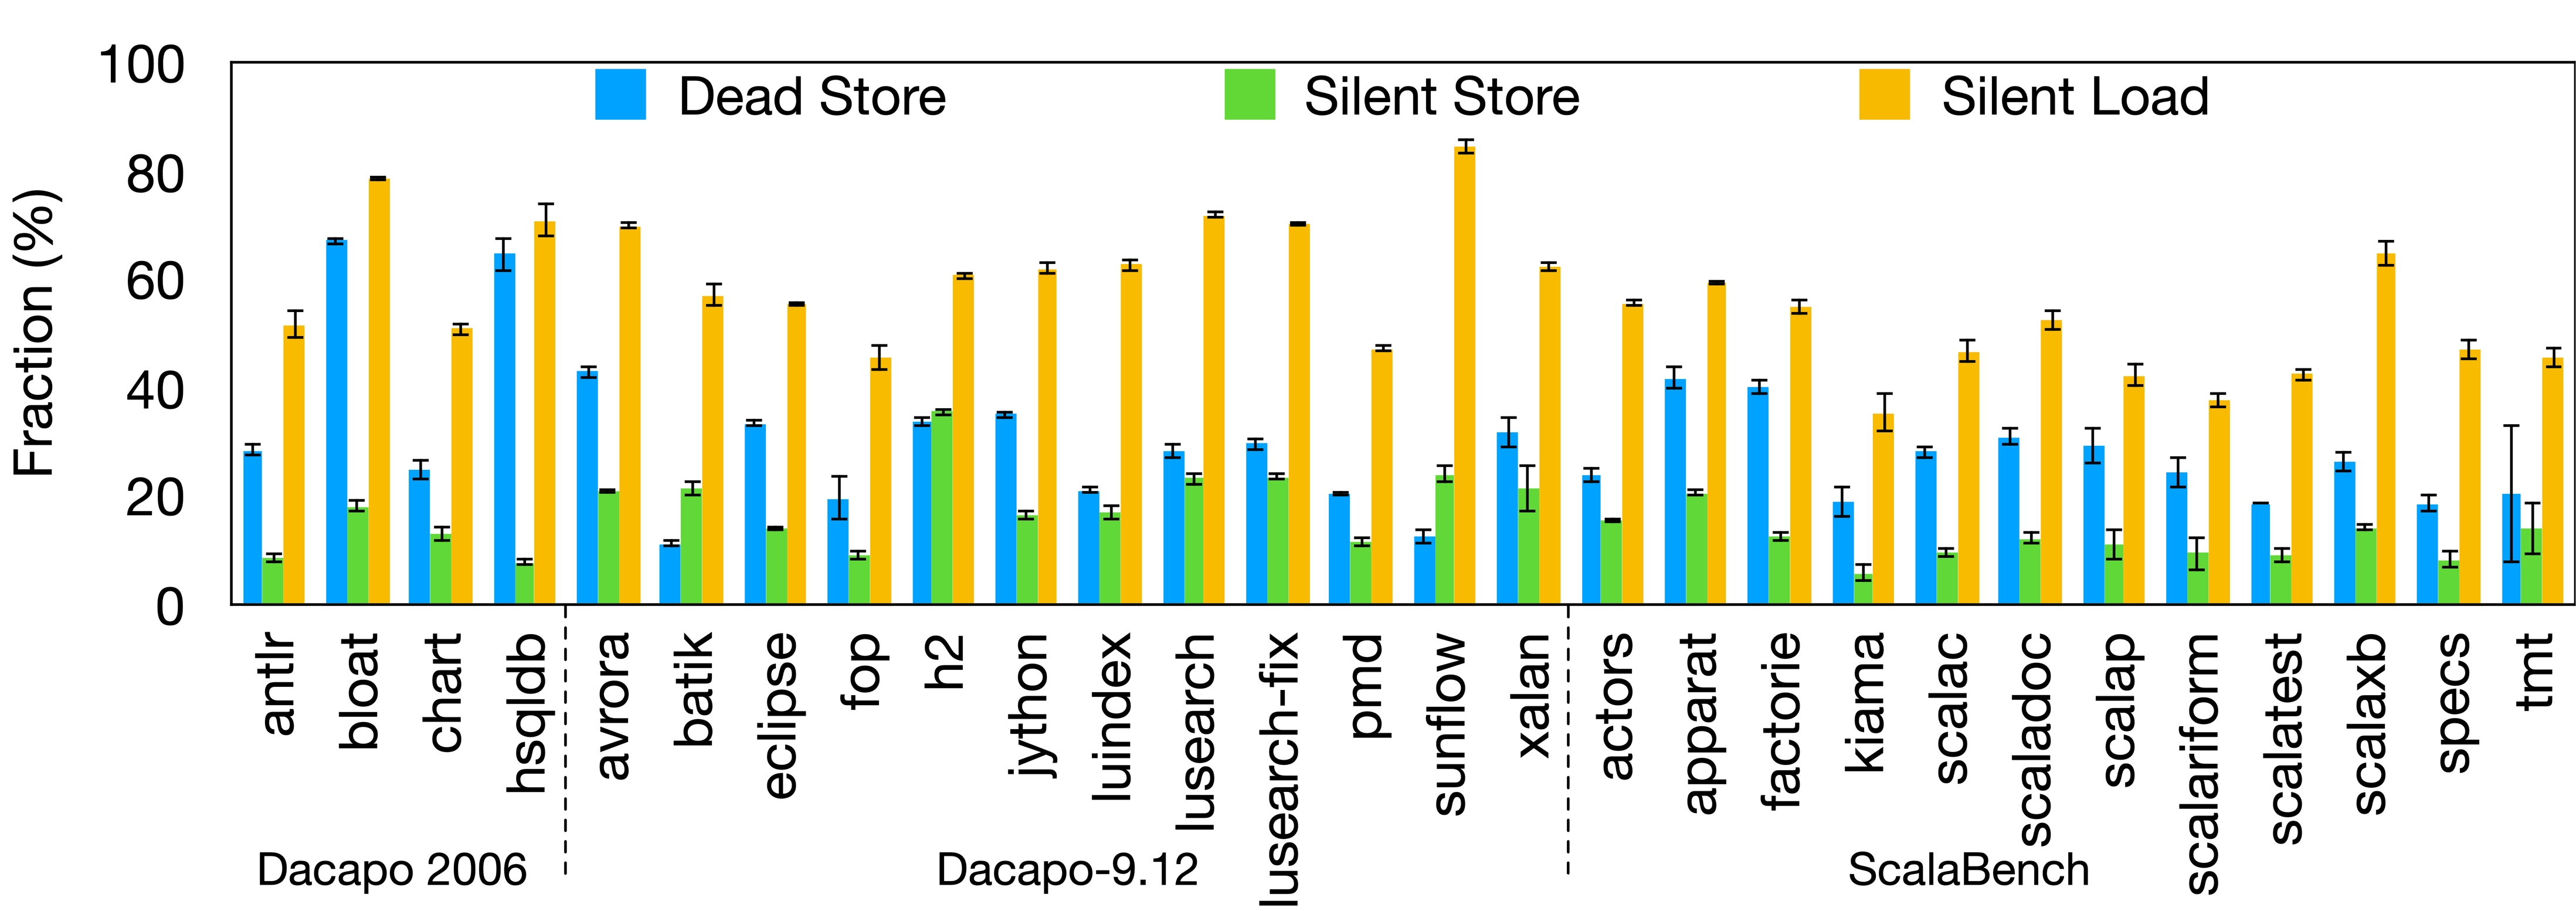 100
80
60
40
20
0
Fraction (%)
Dead Store Silent Store Silent Load
antlr
bloat
chart
hsqldb
avrora
batik
eclipse
fop
h2
jython
luindex
lusearch
lusearch-fix
pmd
sunflow
xalan
actors
apparat
factorie
kiama
scalac
scaladoc
scalap
scalariform
scalatest
scalaxb
specs
tmt
Dacapo 2006 Dacapo-9.12 ScalaBench